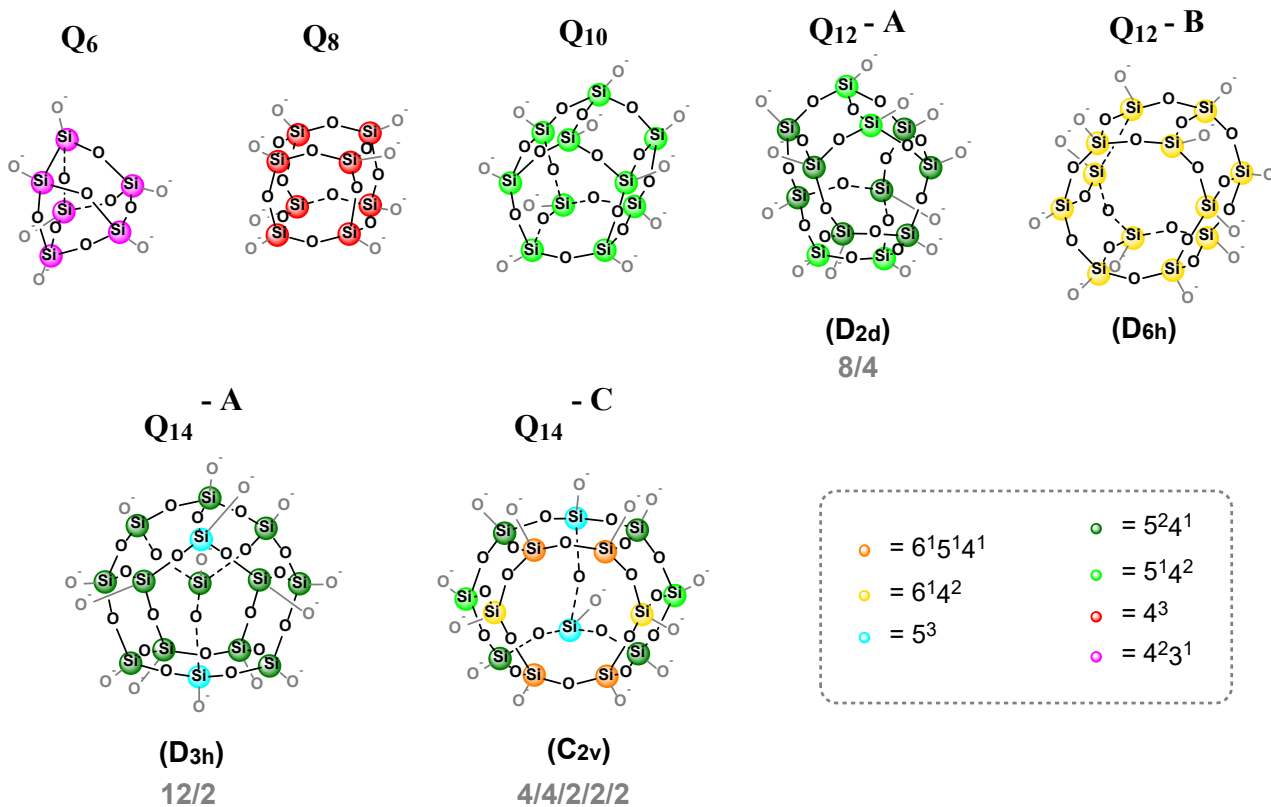 Q6
Q8
Q10
Q12 - A
Q12 - B
(D2d)
8/4
(D6h)
Q14 - A
Q14 - C
(D3h)
12/2
(C2v)
4/4/2/2/2
= 6¹5¹4¹
= 6¹4²
= 5³
= 5²4¹
= 5¹4²
= 4³
= 4²3¹